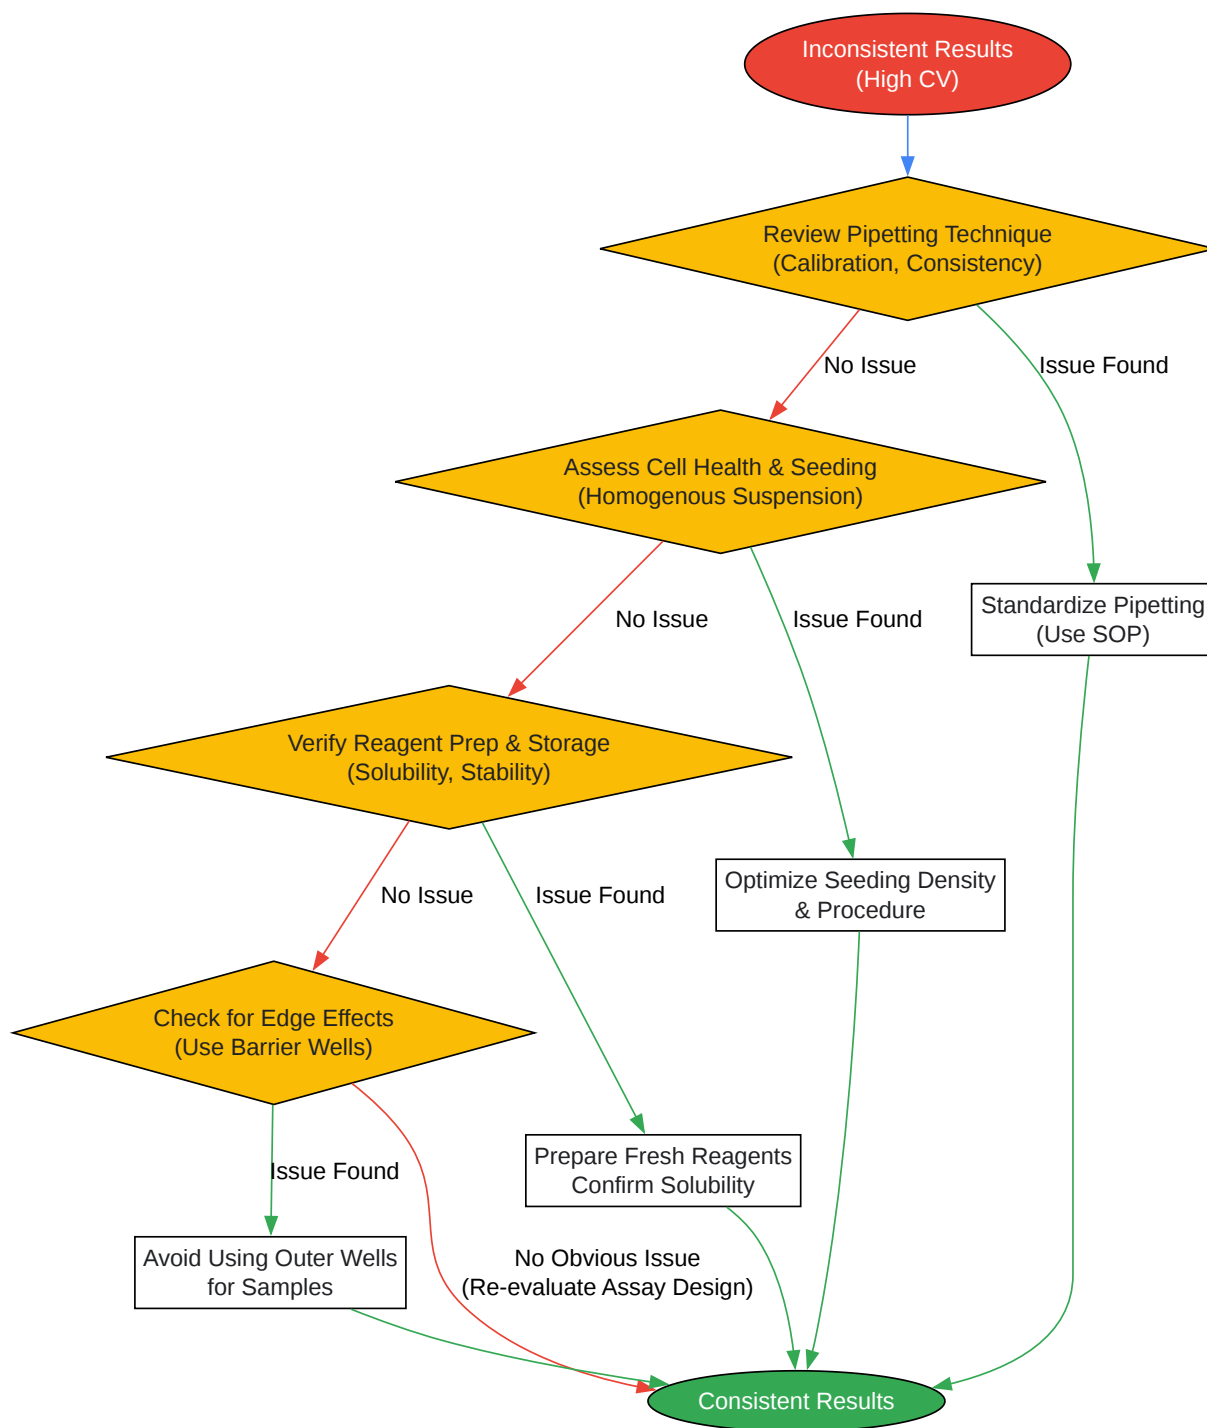 Inconsistent Results
(High CV)
Review Pipetting Technique
(Calibration, Consistency)
No Issue
Issue Found
Assess Cell Health & Seeding
(Homogenous Suspension)
Standardize Pipetting
(Use SOP)
No Issue
Issue Found
Verify Reagent Prep & Storage
(Solubility, Stability)
Optimize Seeding Density
& Procedure
No Issue
Issue Found
Check for Edge Effects
(Use Barrier Wells)
Prepare Fresh Reagents
Confirm Solubility
Issue Found
Avoid Using Outer Wells
for Samples
No Obvious Issue
(Re-evaluate Assay Design)
Consistent Results